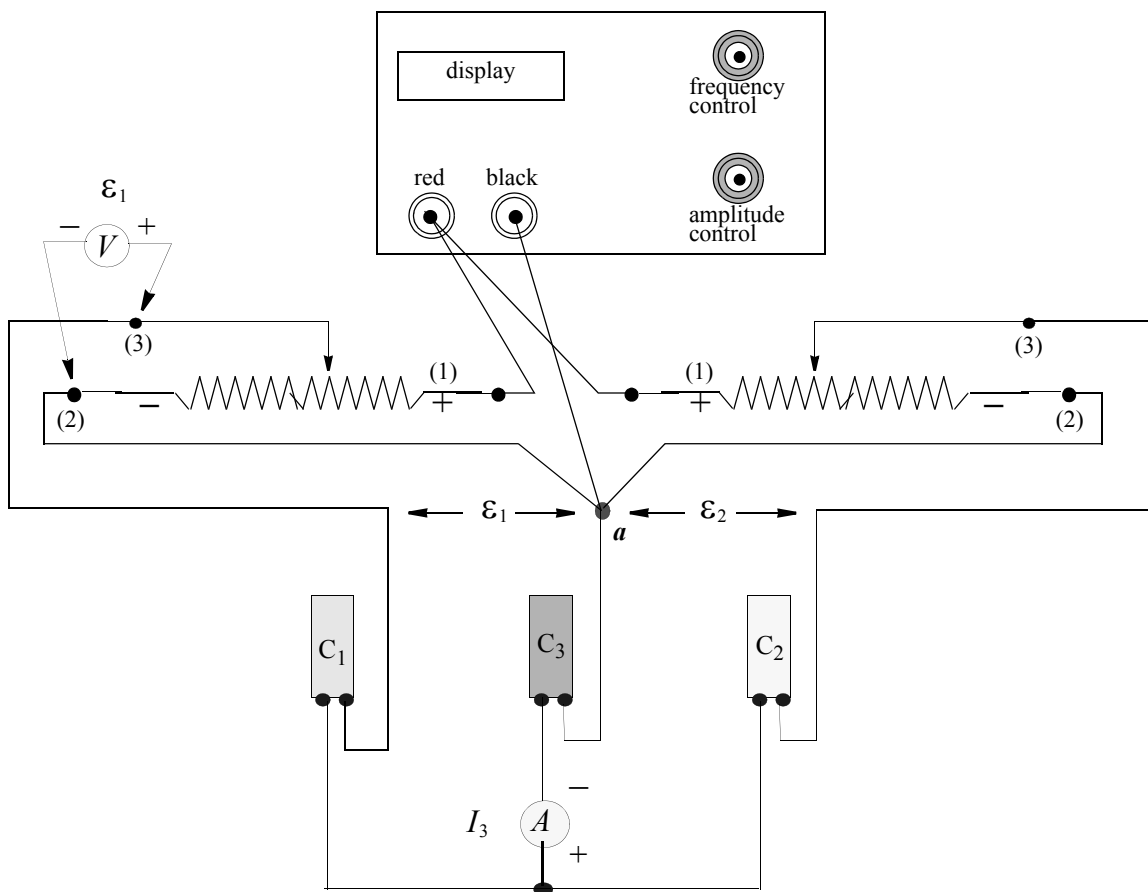 display
frequency
control
red black
amplitude
control
ε₁
− V +
(3)
(3)
(1)
(1)
− +
+ −
(2)
(2)
ε₁
ε₂
a
C₁
C₃
C₂
−
I₃ A
+